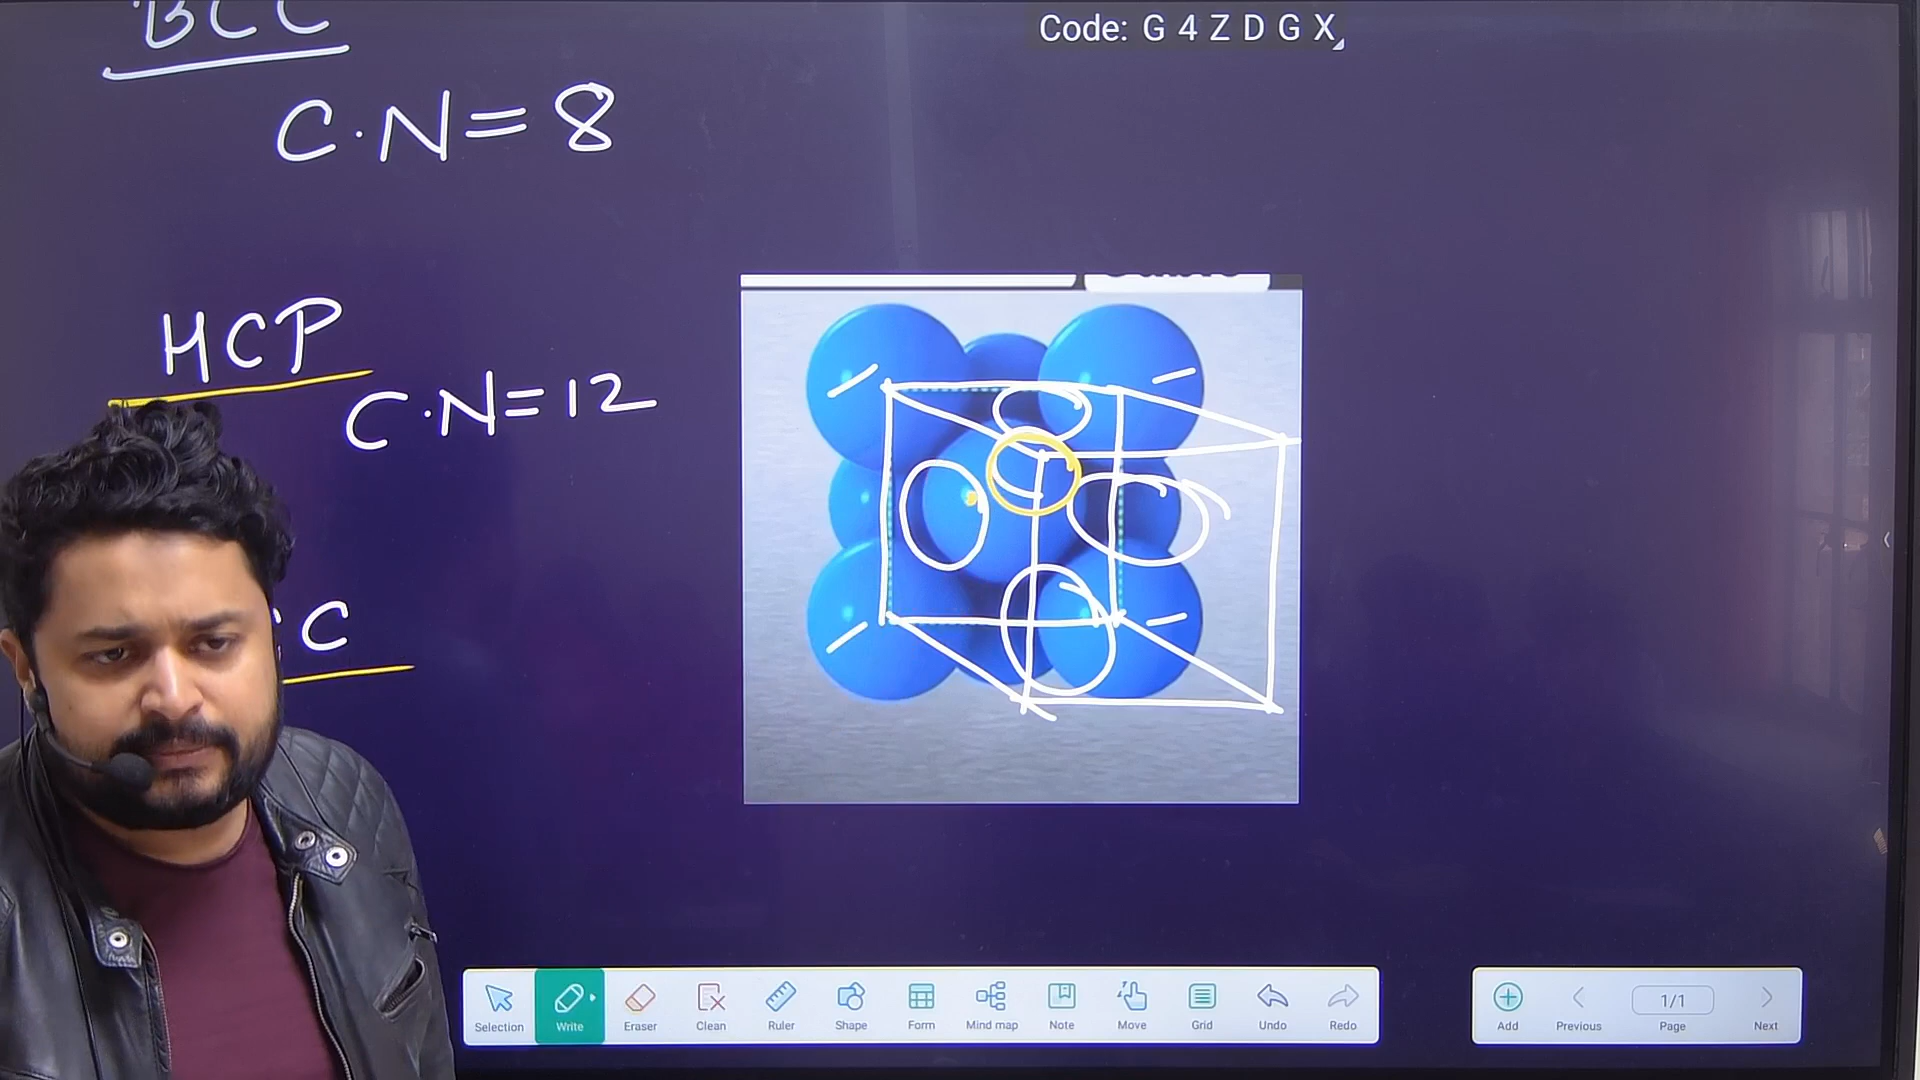 BCC
Code: G 4 Z D G X
C.N=8
HCP
C.N=12
C
Selection
Write
Eraser
Clean
Ruler
Shape
Form
Mind map
Note
Move
Grid
Undo
Redo
Add
Previous
1/1
Page
Next